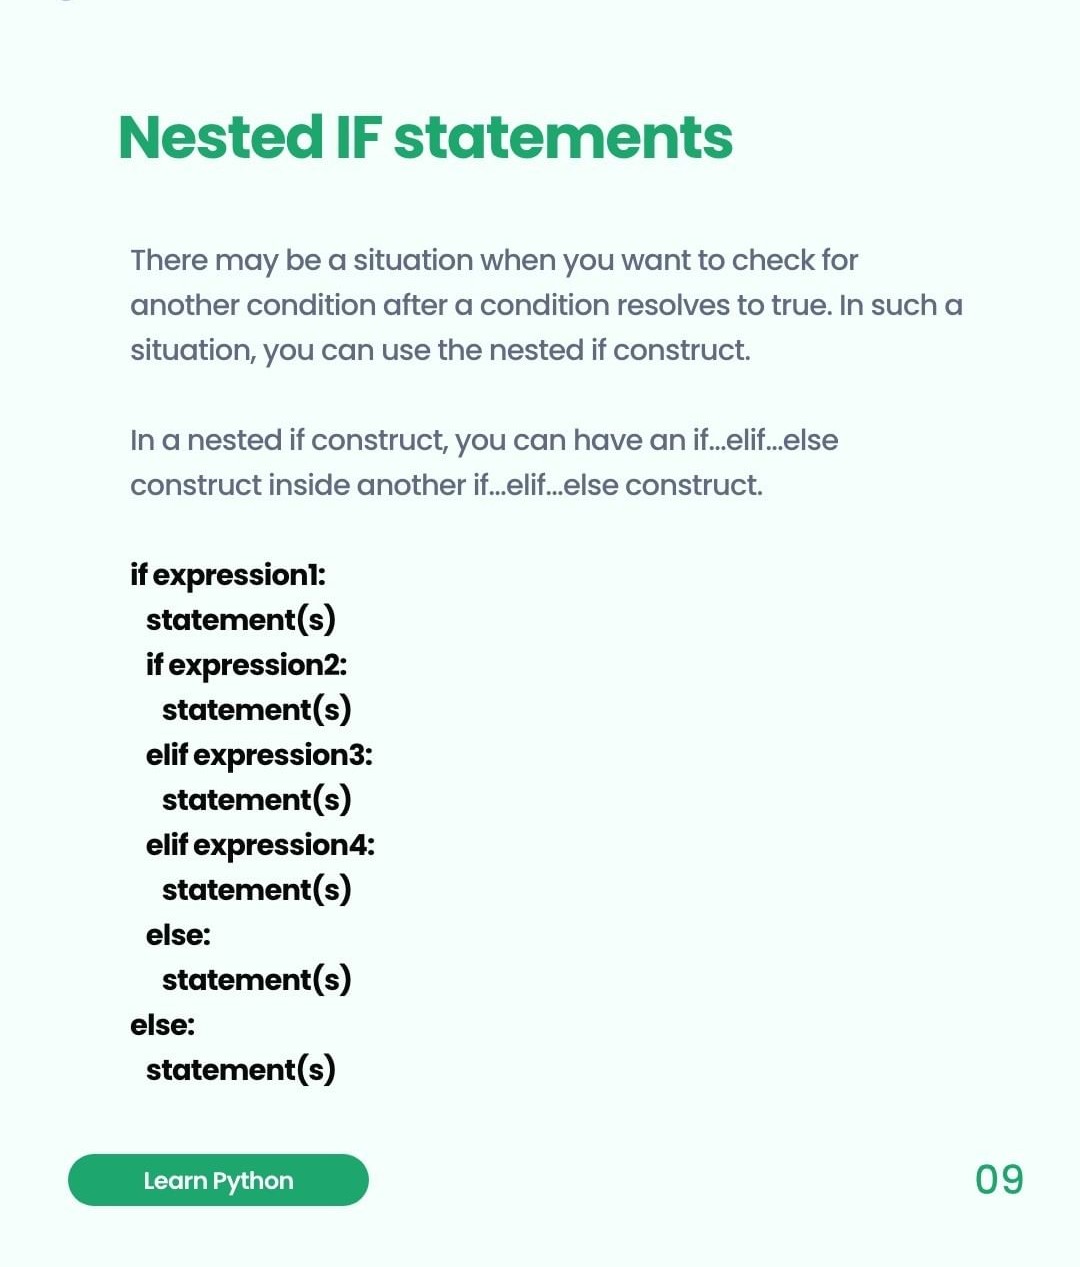 Nested IF statements
There may be a situation when you want to check for
another condition after a condition resolves to true. In such a
situation, you can use the nested if construct.
In a nested if construct, you can have an if...elif...else
construct inside another if...elif...else construct.
if expression1:
statement(s)
if expression2:
statement(s)
elif expression3:
statement(s)
elif expression4:
statement(s)
else:
statement(s)
else:
statement(s)
Learn Python
09